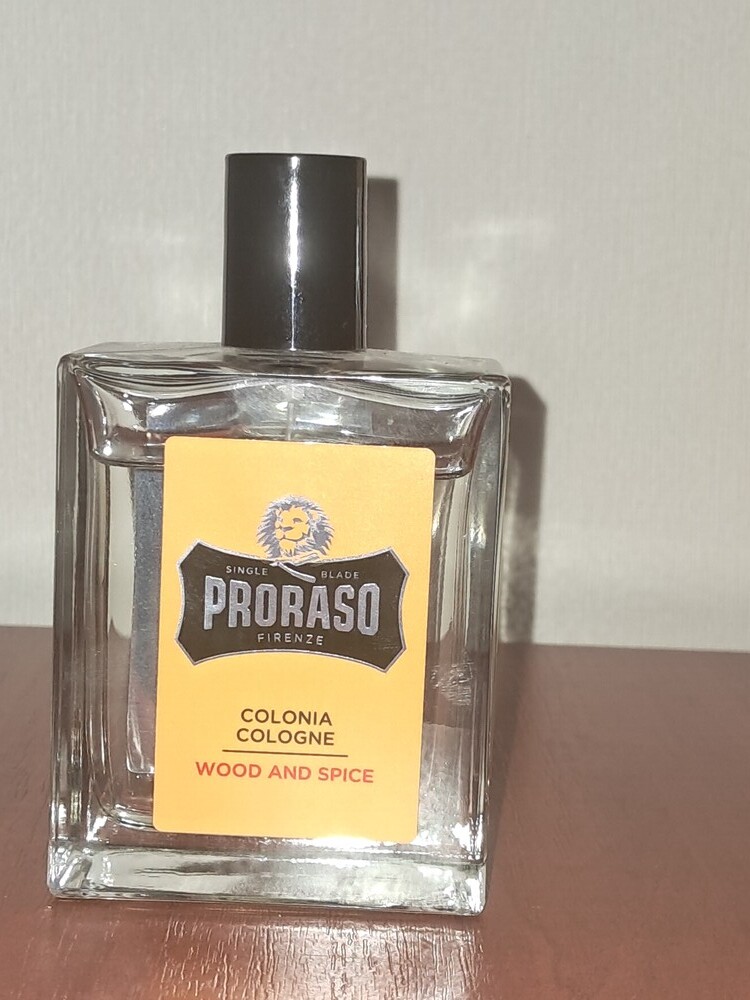 SINGLE BLADE
PRORASO
FIRENZE
COLONIA
COLOGNE
WOOD AND SPICE